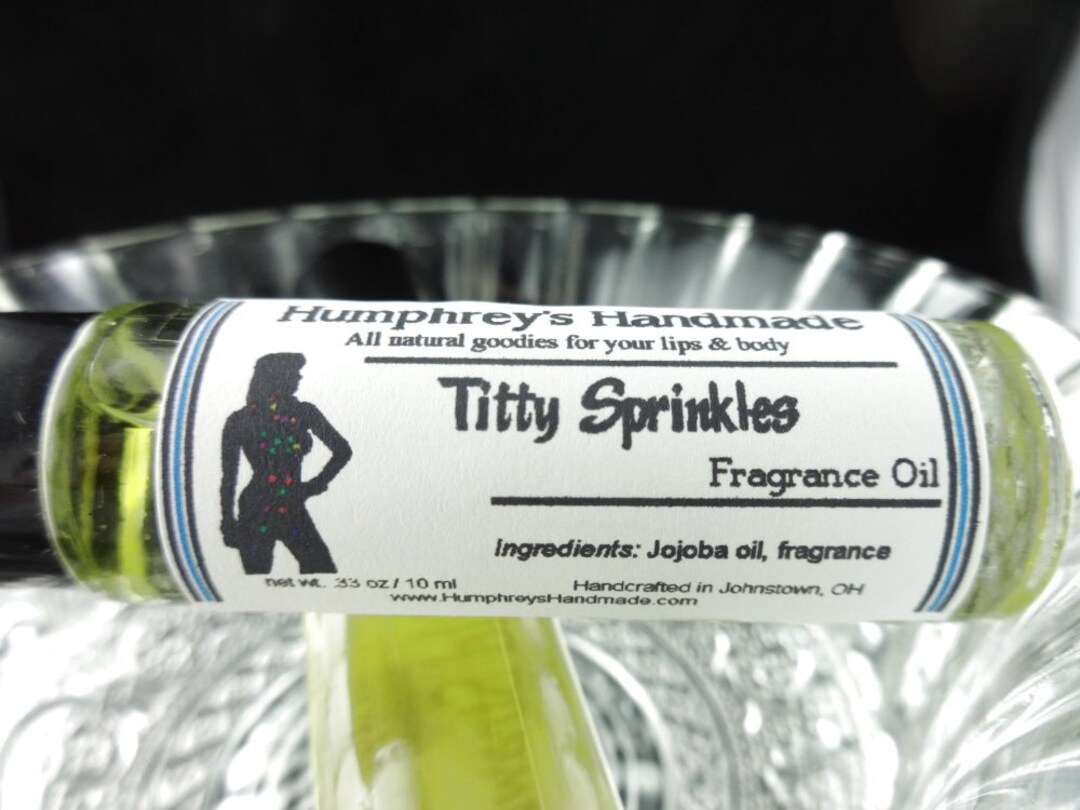 Humphrey's Handmade
All natural goodies for your lips & body
Titty Sprinkles
Fragrance Oil
Ingredients: Jojoba oil, fragrance
net wt. .33 oz / 10 ml
Handcrafted in Johnstown, OH
www.HumphreysHandmade.com